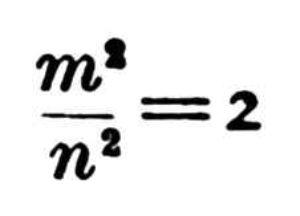 m²/n² = 2